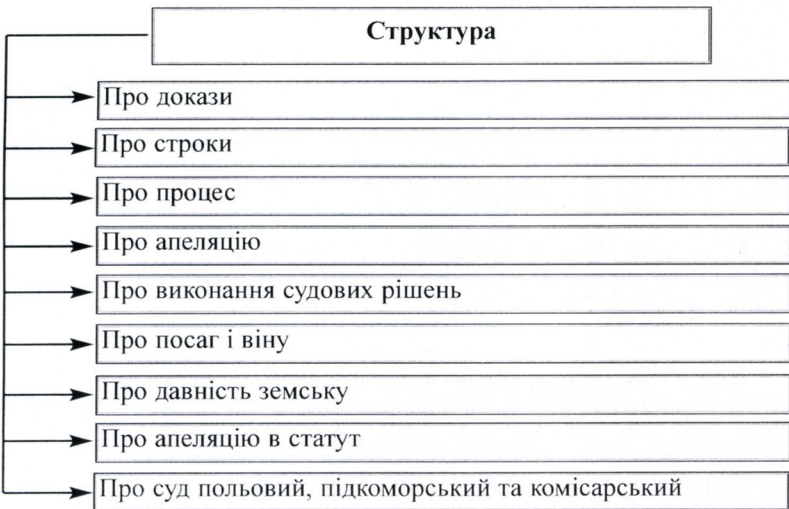 Структура
Про докази
Про строки
Про процес
Про апеляцію
Про виконання судових рішень
Про посаг і віну
Про давність земську
Про апеляцію в статут
Про суд польовий, підкоморський та комісарський